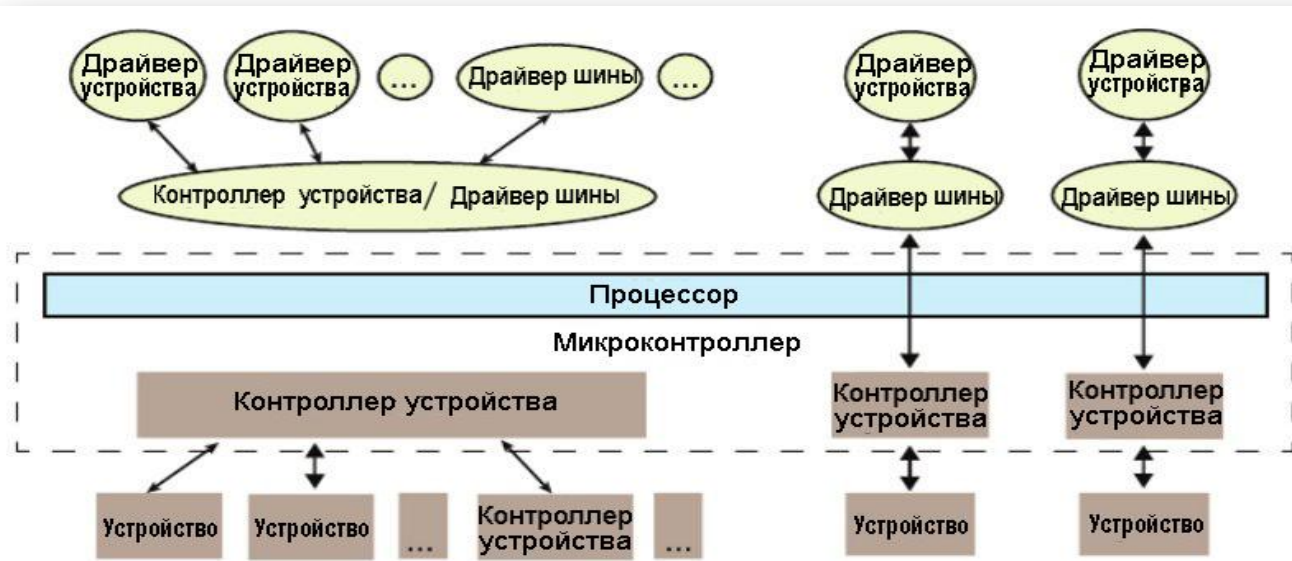 Драйвер
устройства
Драйвер
устройства
...
Драйвер шины
...
Драйвер
устройства
Драйвер
устройства
Контроллер устройства/ Драйвер шины
Драйвер шины
Драйвер шины
Процессор
Микроконтроллер
Контроллер устройства
Контроллер
устройства
Контроллер
устройства
Устройство
Устройство
...
Контроллер
устройства
...
Устройство
Устройство